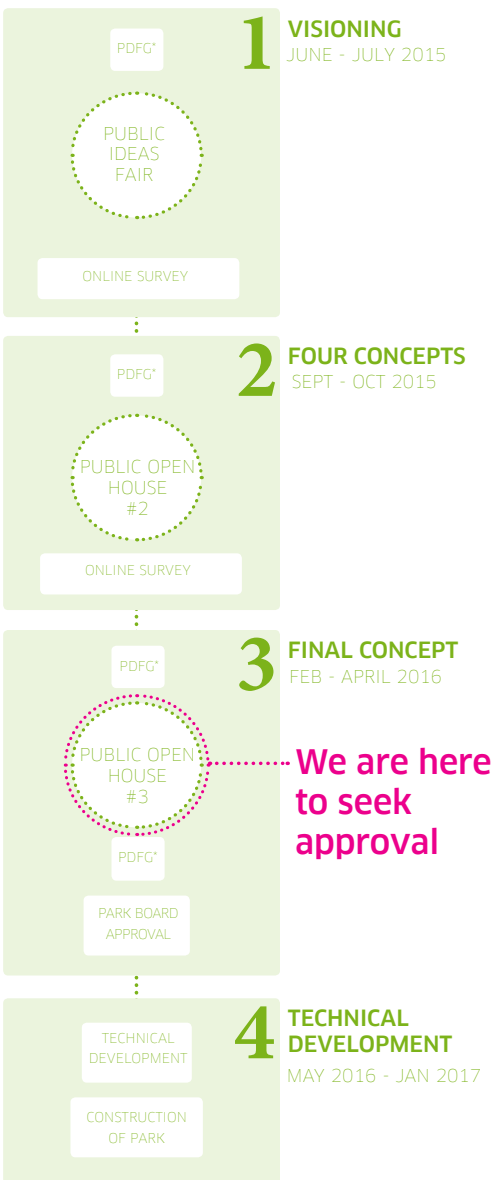 PDFG*
1
VISIONING
JUNE - JULY 2015
PUBLIC
IDEAS
FAIR
ONLINE SURVEY
PDFG*
2
FOUR CONCEPTS
SEPT - OCT 2015
PUBLIC OPEN
HOUSE
#2
ONLINE SURVEY
PDFG*
3
FINAL CONCEPT
FEB - APRIL 2016
PUBLIC OPEN
HOUSE
#3
We are here
to seek
approval
PDFG*
PARK BOARD
APPROVAL
4
TECHNICAL
DEVELOPMENT
MAY 2016 - JAN 2017
TECHNICAL
DEVELOPMENT
CONSTRUCTION
OF PARK